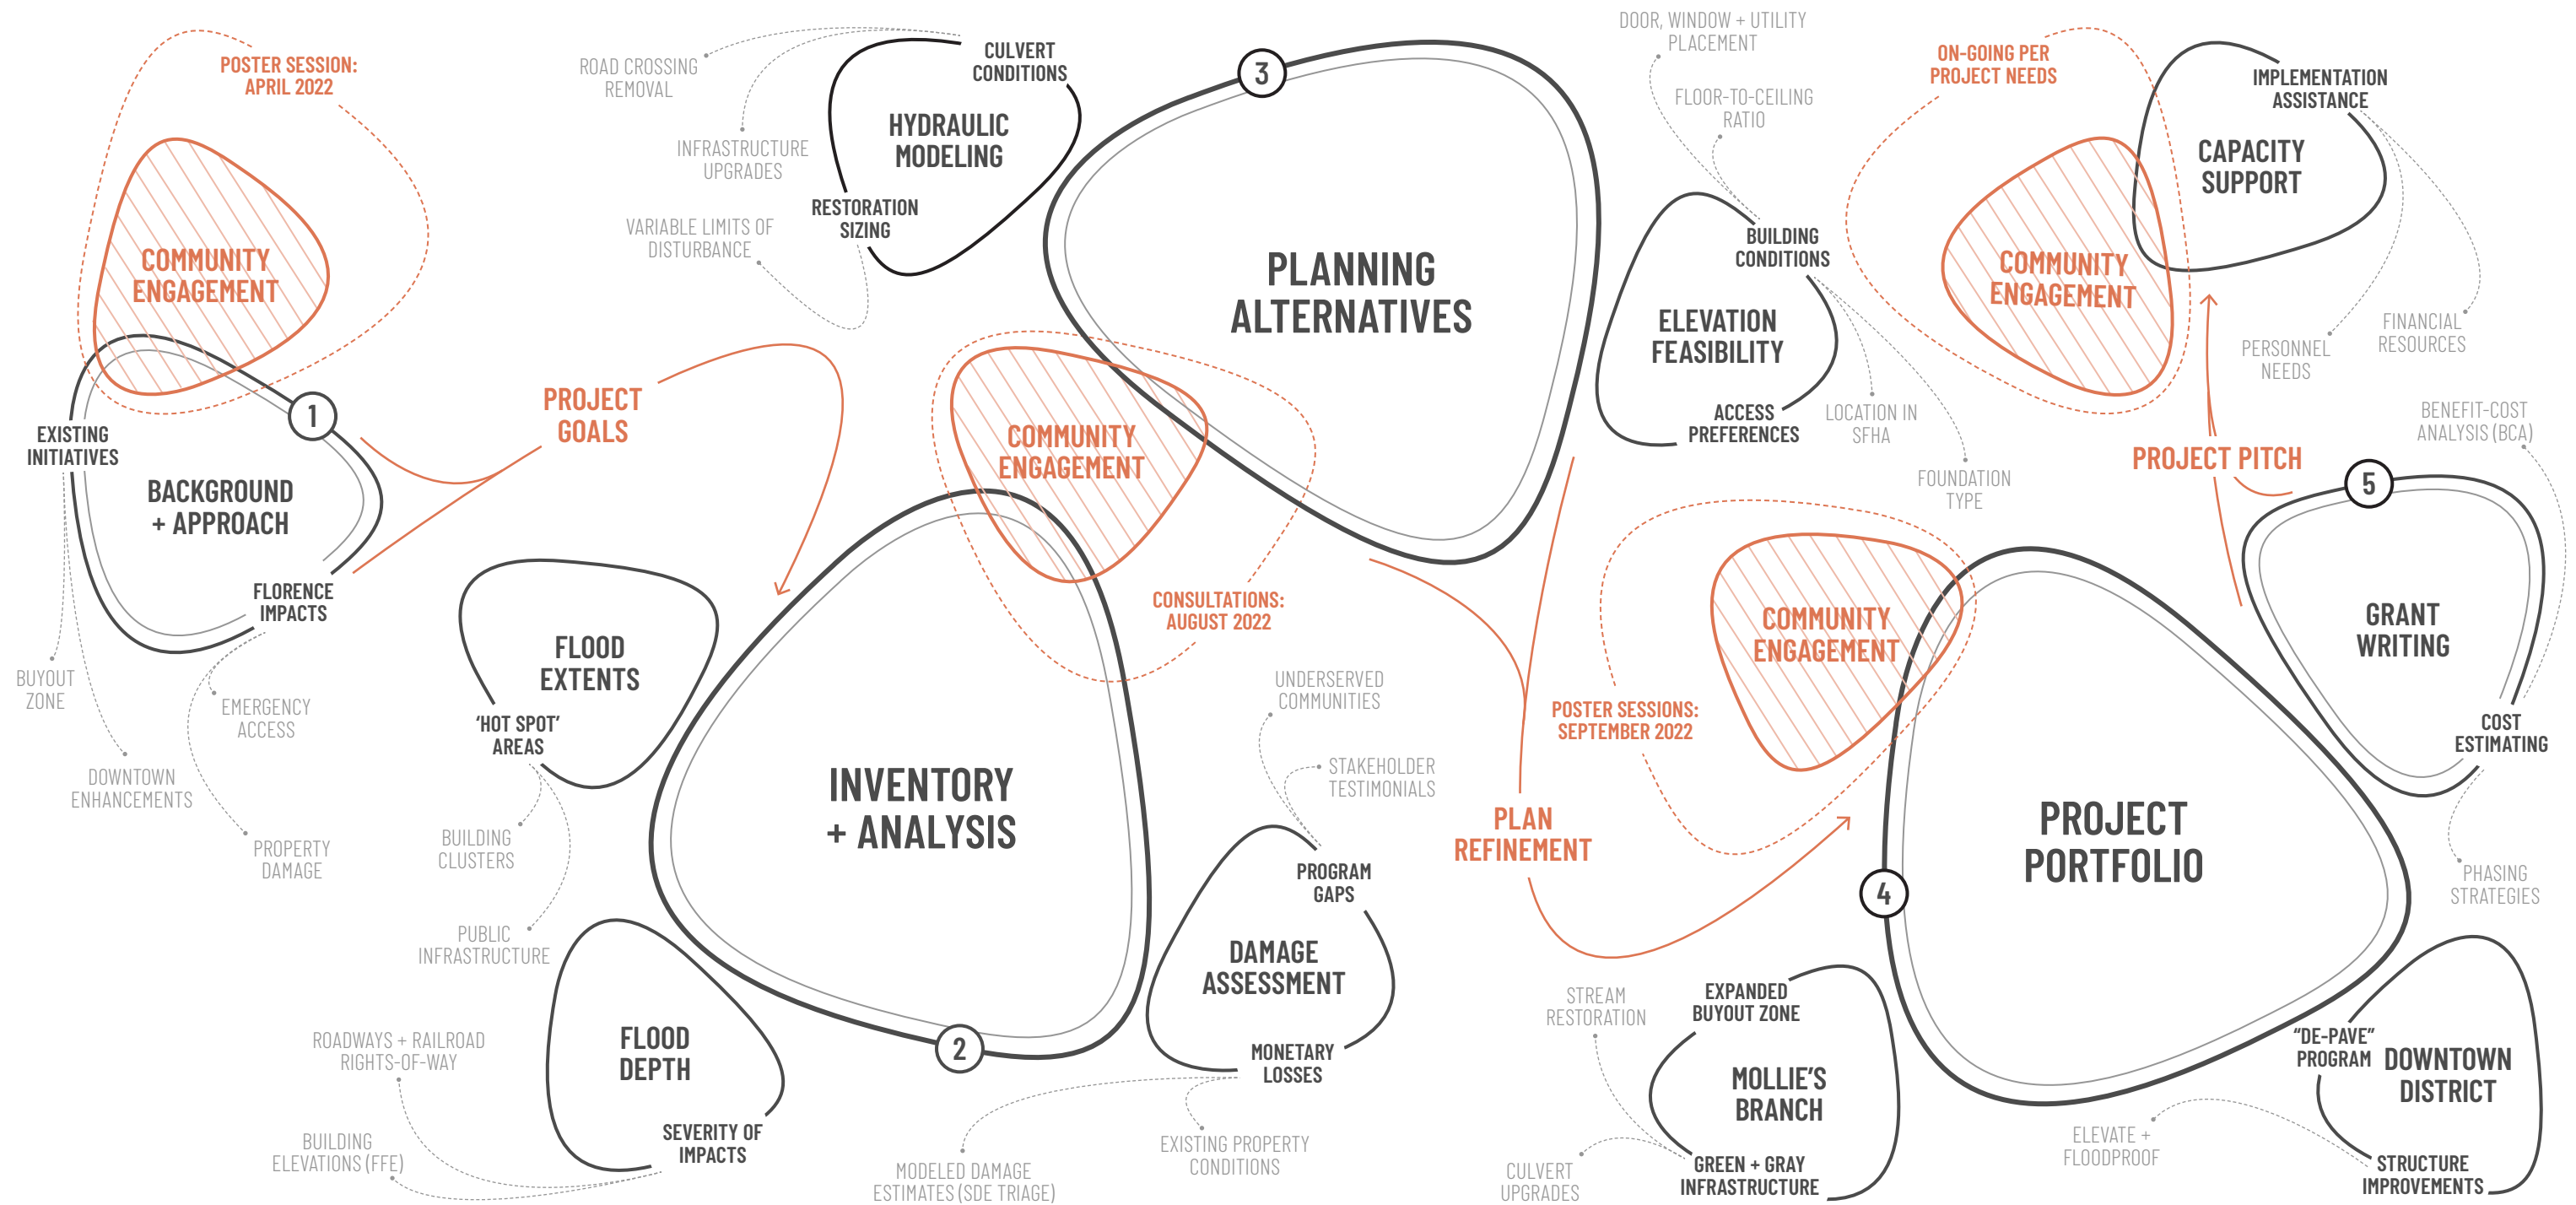 POSTER SESSION:
APRIL 2022
COMMUNITY
ENGAGEMENT
1
EXISTING
INITIATIVES
BACKGROUND
+ APPROACH
FLORENCE
IMPACTS
BUYOUT
ZONE
EMERGENCY
ACCESS
DOWNTOWN
ENHANCEMENTS
PROPERTY
DAMAGE
PROJECT
GOALS
ROAD CROSSING
REMOVAL
INFRASTRUCTURE
UPGRADES
VARIABLE LIMITS OF
DISTURBANCE
CULVERT
CONDITIONS
HYDRAULIC
MODELING
RESTORATION
SIZING
3
PLANNING
ALTERNATIVES
COMMUNITY
ENGAGEMENT
CONSULTATIONS:
AUGUST 2022
FLOOD
EXTENTS
'HOT SPOT'
AREAS
BUILDING
CLUSTERS
PUBLIC
INFRASTRUCTURE
INVENTORY
+ ANALYSIS
2
FLOOD
DEPTH
SEVERITY OF
IMPACTS
ROADWAYS + RAILROAD
RIGHTS-OF-WAY
BUILDING
ELEVATIONS (FFE)
UNDERSERVED
COMMUNITIES
STAKEHOLDER
TESTIMONIALS
PROGRAM
GAPS
DAMAGE
ASSESSMENT
MONETARY
LOSSES
MODELED DAMAGE
ESTIMATES (SDE TRIAGE)
EXISTING PROPERTY
CONDITIONS
DOOR, WINDOW + UTILITY
PLACEMENT
FLOOR-TO-CEILING
RATIO
BUILDING
CONDITIONS
ELEVATION
FEASIBILITY
ACCESS
PREFERENCES
LOCATION IN
SFHA
FOUNDATION
TYPE
PLAN
REFINEMENT
POSTER SESSIONS:
SEPTEMBER 2022
COMMUNITY
ENGAGEMENT
4
PROJECT
PORTFOLIO
STREAM
RESTORATION
EXPANDED
BUYOUT ZONE
MOLLIE'S
BRANCH
GREEN + GRAY
INFRASTRUCTURE
CULVERT
UPGRADES
"DE-PAVE"
PROGRAM
DOWNTOWN
DISTRICT
ELEVATE +
FLOODPROOF
STRUCTURE
IMPROVEMENTS
ON-GOING PER
PROJECT NEEDS
COMMUNITY
ENGAGEMENT
IMPLEMENTATION
ASSISTANCE
CAPACITY
SUPPORT
PERSONNEL
NEEDS
FINANCIAL
RESOURCES
PROJECT PITCH
BENEFIT-COST
ANALYSIS (BCA)
5
GRANT
WRITING
COST
ESTIMATING
PHASING
STRATEGIES